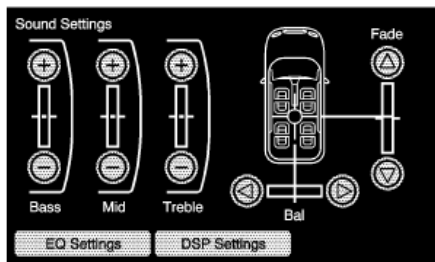 Sound Settings
Fade
Bass Mid Treble
Bal
EQ Settings DSP Settings